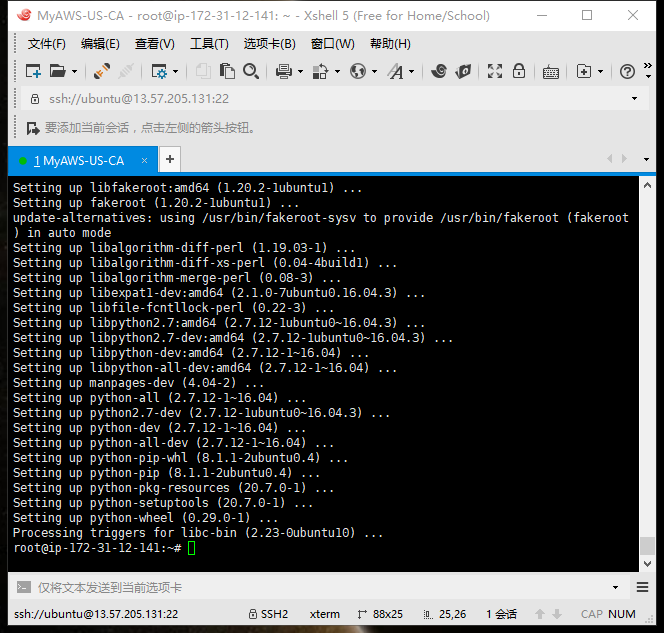 MyAWS-US-CA - root@ip-172-31-12-141: ~ - Xshell 5 (Free for Home/School)
文件(F) 编辑(E) 查看(V) 工具(T) 选项卡(B) 窗口(W) 帮助(H)
ssh://ubuntu@13.57.205.131:22
要添加当前会话，点击左侧的箭头按钮。
1 MyAWS-US-CA × +
Setting up libfakeroot:amd64 (1.20.2-1ubuntu1) ...
Setting up fakeroot (1.20.2-1ubuntu1) ...
update-alternatives: using /usr/bin/fakeroot-sysv to provide /usr/bin/fakeroot (fakeroot
) in auto mode
Setting up libalgorithm-diff-perl (1.19.03-1) ...
Setting up libalgorithm-diff-xs-perl (0.04-4build1) ...
Setting up libalgorithm-merge-perl (0.08-3) ...
Setting up libexpat1-dev:amd64 (2.1.0-7ubuntu0.16.04.3) ...
Setting up libfile-fcntllock-perl (0.22-3) ...
Setting up libpython2.7:amd64 (2.7.12-1ubuntu0~16.04.3) ...
Setting up libpython2.7-dev:amd64 (2.7.12-1ubuntu0~16.04.3) ...
Setting up libpython-dev:amd64 (2.7.12-1~16.04) ...
Setting up libpython-all-dev:amd64 (2.7.12-1~16.04) ...
Setting up manpages-dev (4.04-2) ...
Setting up python-all (2.7.12-1~16.04) ...
Setting up python2.7-dev (2.7.12-1ubuntu0~16.04.3) ...
Setting up python-dev (2.7.12-1~16.04) ...
Setting up python-all-dev (2.7.12-1~16.04) ...
Setting up python-pip-whl (8.1.1-2ubuntu0.4) ...
Setting up python-pip (8.1.1-2ubuntu0.4) ...
Setting up python-pkg-resources (20.7.0-1) ...
Setting up python-setuptools (20.7.0-1) ...
Setting up python-wheel (0.29.0-1) ...
Processing triggers for libc-bin (2.23-0ubuntu10) ...
root@ip-172-31-12-141:~#
仅将文本发送到当前选项卡
ssh://ubuntu@13.57.205.131:22 SSH2 xterm 88x25 25,26 1 会话 CAP NUM